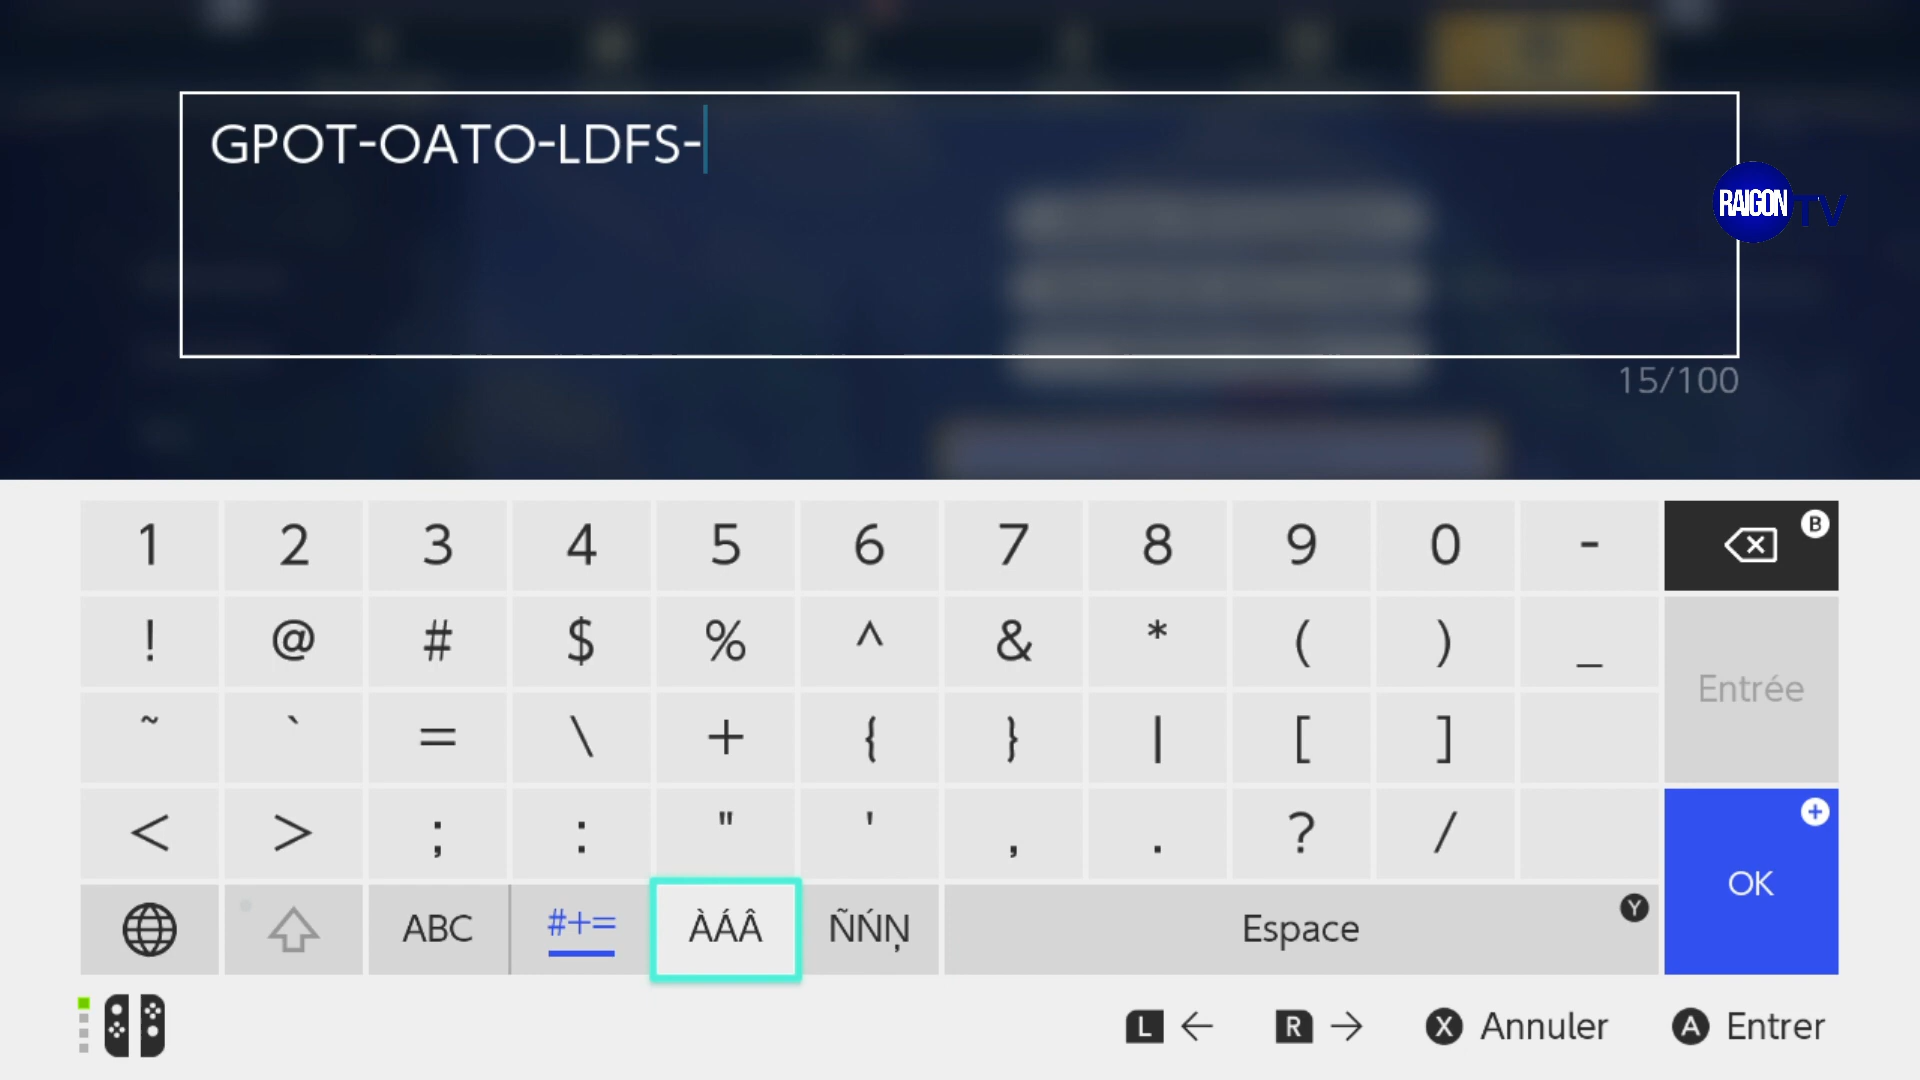 GPOT-OATO-LDFS-
RAIGON TV
15/100
1 2 3 4 5 6 7 8 9 0 - B
! @ # $ % ^ & * ( ) _
Entrée
~ ` = \ + { } | [ ]
< > ; : " ' , . ? / +
OK
ABC #+= ÀÁÂ ÑŃŅ Espace Y
L ← R → X Annuler A Entrer